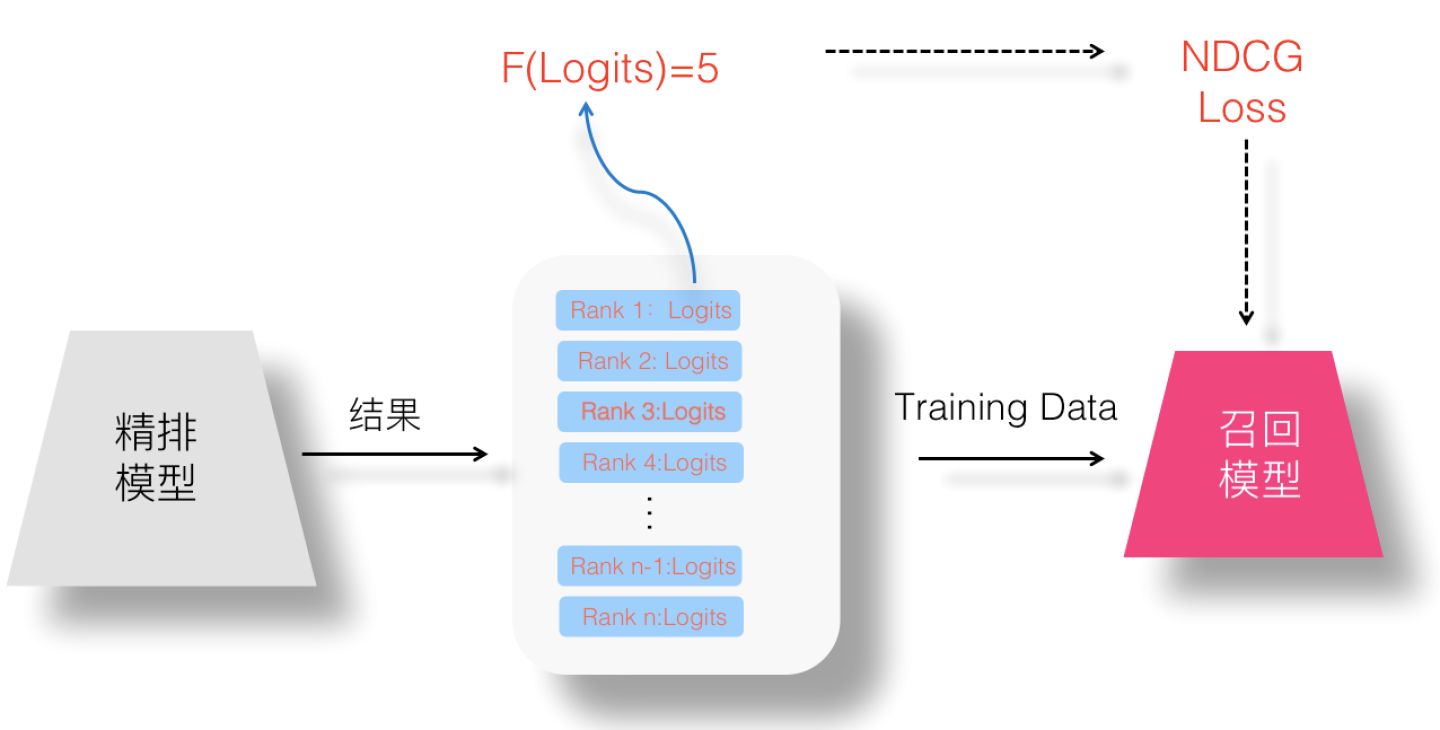 F(Logits)=5
NDCG
Loss
Rank 1: Logits
Rank 2: Logits
Rank 3:Logits
Rank 4:Logits
⋮
Rank n-1:Logits
Rank n:Logits
精排
模型
结果
Training Data
召回
模型